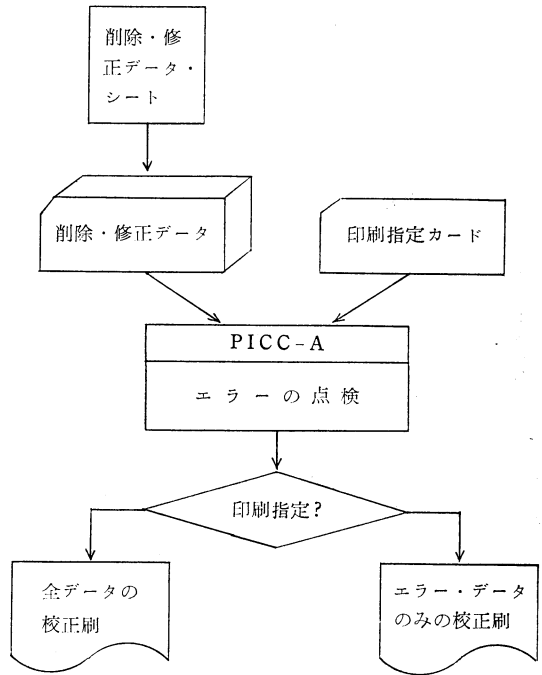 削除・修
正データ・
シート
削除・修正データ
印刷指定カード
PICC-A
エラーの点検
印刷指定?
全データの
校正刷
エラー・データ
のみの校正刷